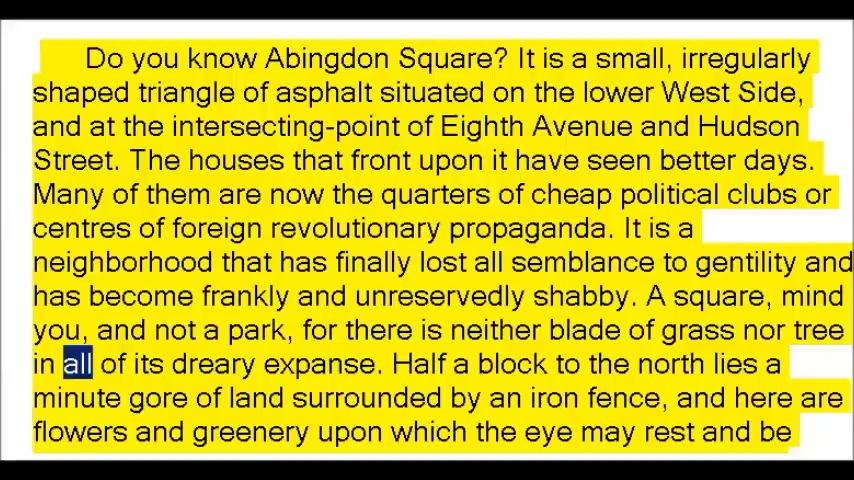 Do you know Abingdon Square? It is a small, irregularly
shaped triangle of asphalt situated on the lower West Side,
and at the intersecting-point of Eighth Avenue and Hudson
Street. The houses that front upon it have seen better days.
Many of them are now the quarters of cheap political clubs or
centres of foreign revolutionary propaganda. It is a
neighborhood that has finally lost all semblance to gentility and
has become frankly and unreservedly shabby. A square, mind
you, and not a park, for there is neither blade of grass nor tree
in all of its dreary expanse. Half a block to the north lies a
minute gore of land surrounded by an iron fence, and here are
flowers and greenery upon which the eye may rest and be